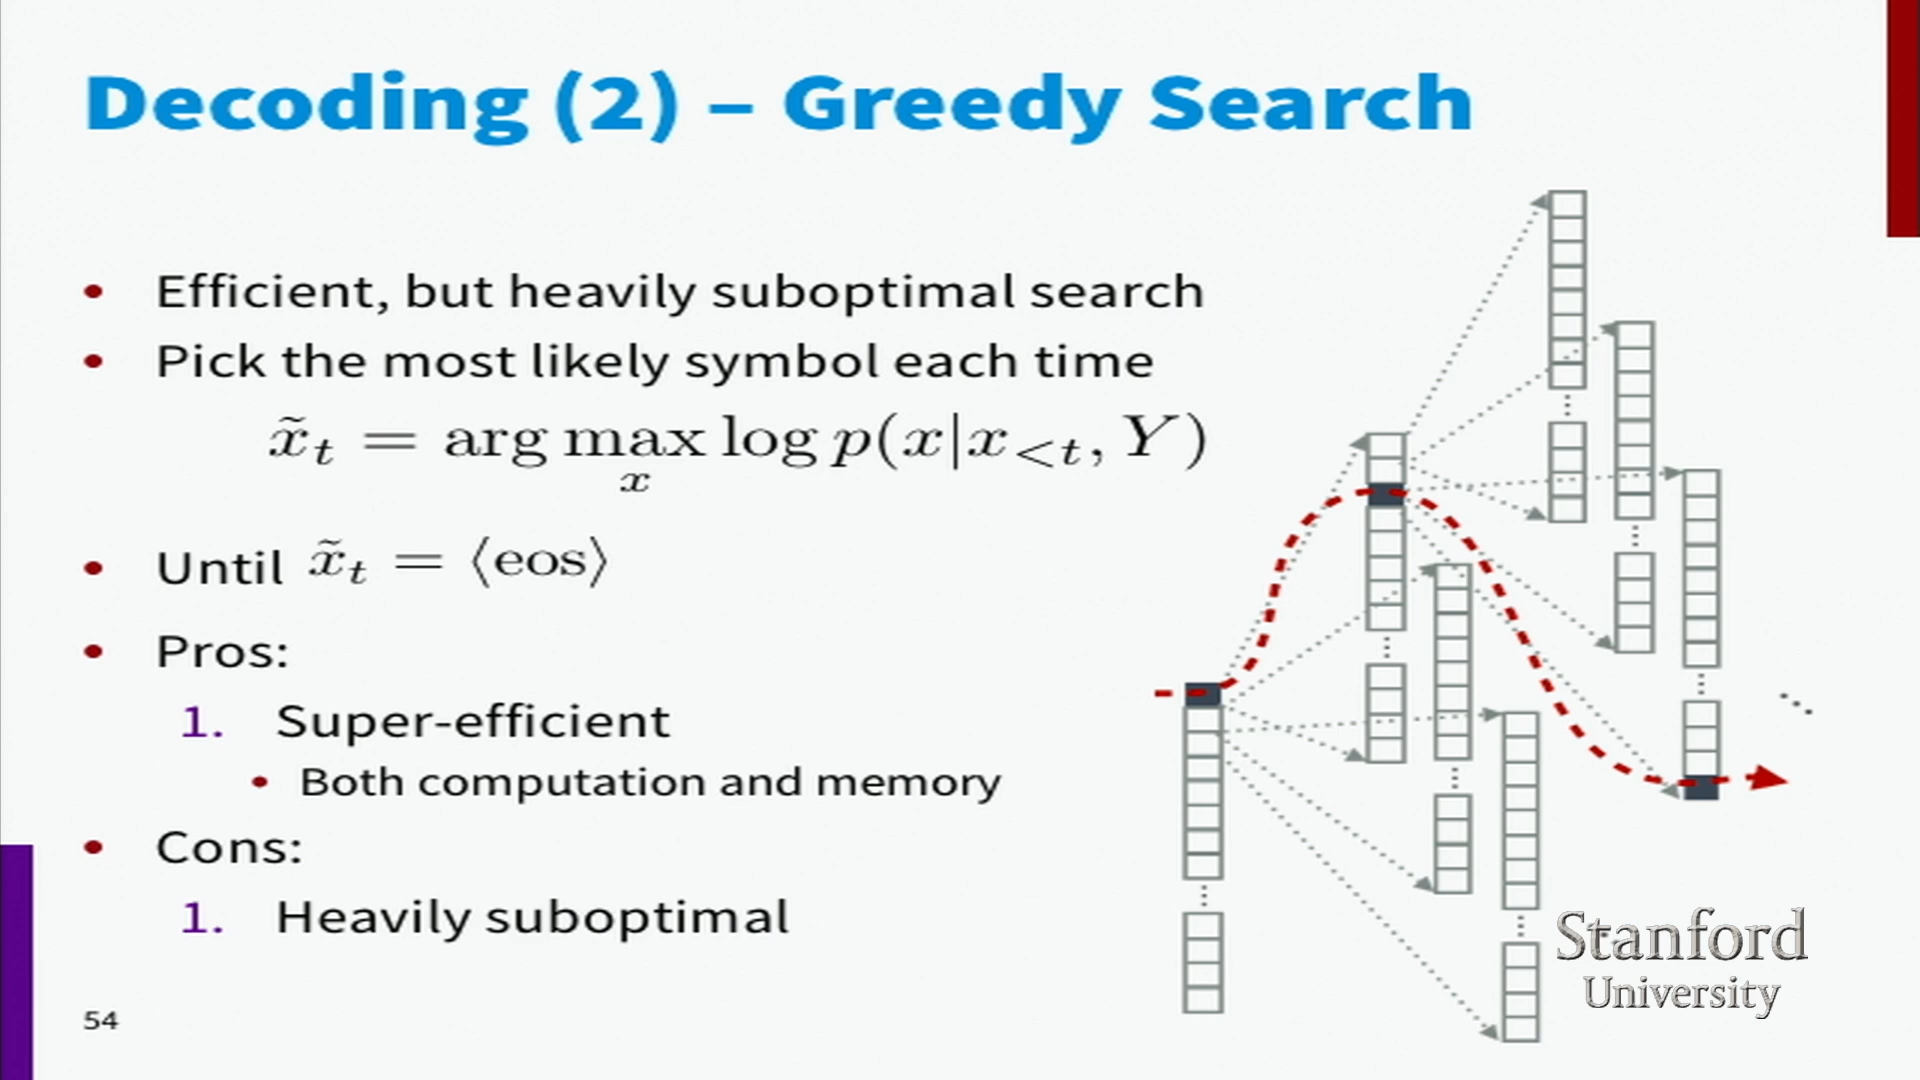 Decoding (2) – Greedy Search
• Efficient, but heavily suboptimal search
• Pick the most likely symbol each time
x̃_t = arg max_x log p(x|x_{<t}, Y)
• Until x̃_t = ⟨eos⟩
• Pros:
1. Super-efficient
• Both computation and memory
• Cons:
1. Heavily suboptimal
54
Stanford
University